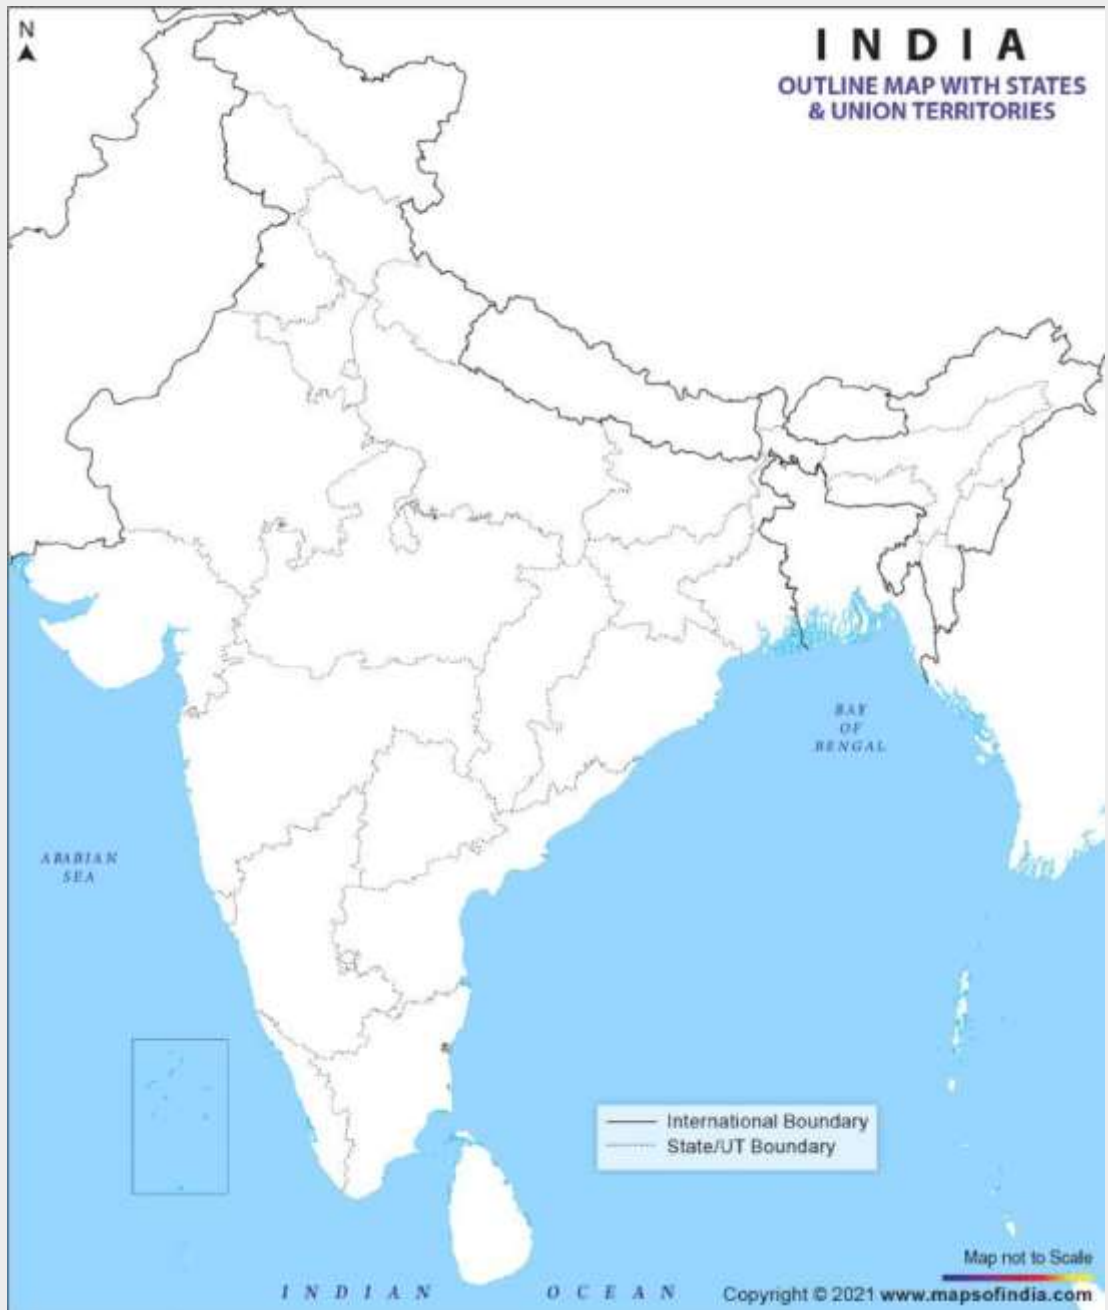 N
INDIA
OUTLINE MAP WITH STATES
& UNION TERRITORIES
BAY
OF
BENGAL
ARABIAN
SEA
International Boundary
State/UT Boundary
Map not to Scale
INDIAN OCEAN
Copyright © 2021 www.mapsofindia.com